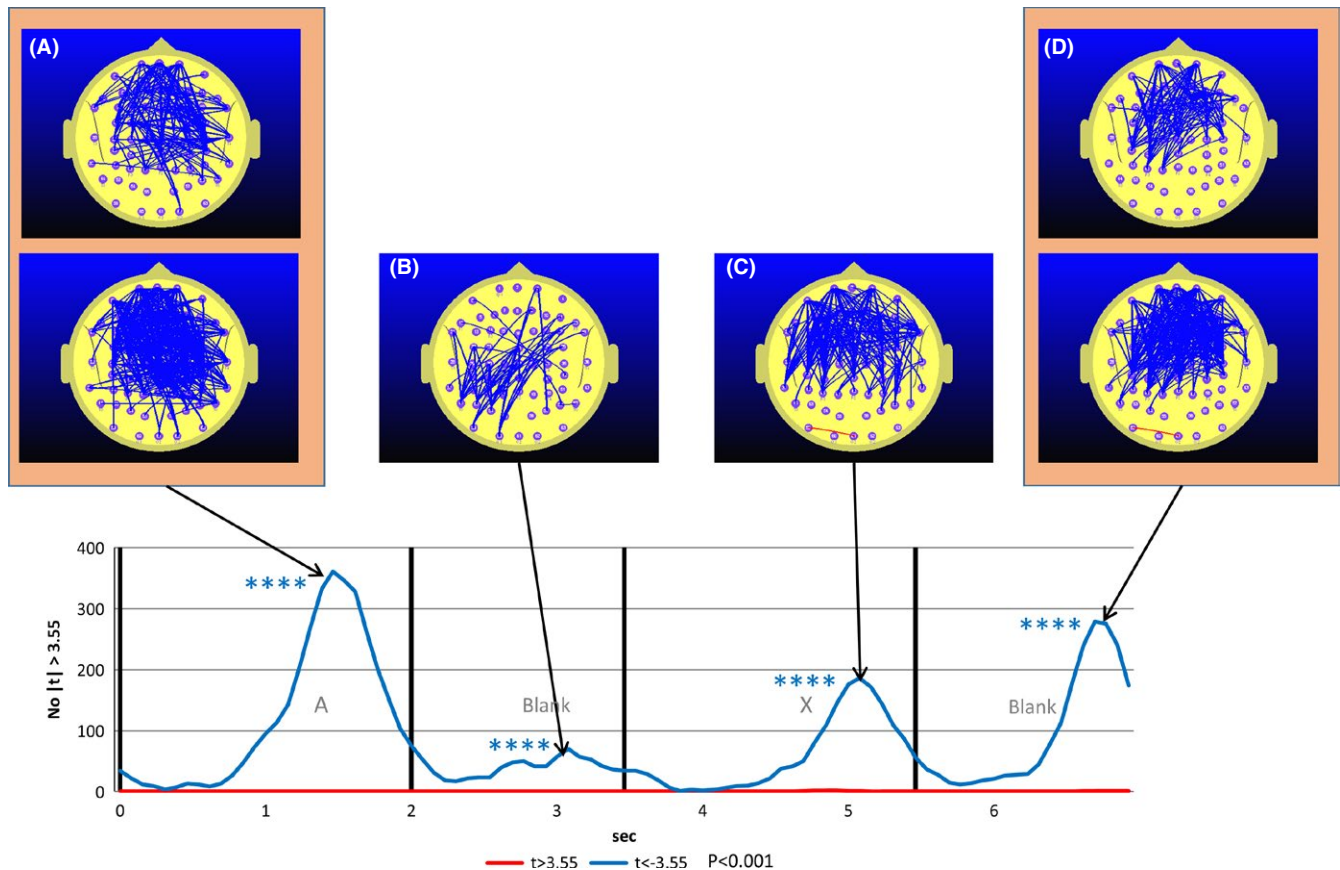 (A)
(D)
(B)
(C)
400
300
200
100
0
No |t| > 3.55
****
****
****
****
A
Blank
X
Blank
0 1 2 3 4 5 6
sec
t>3.55 t<-3.55 P<0.001